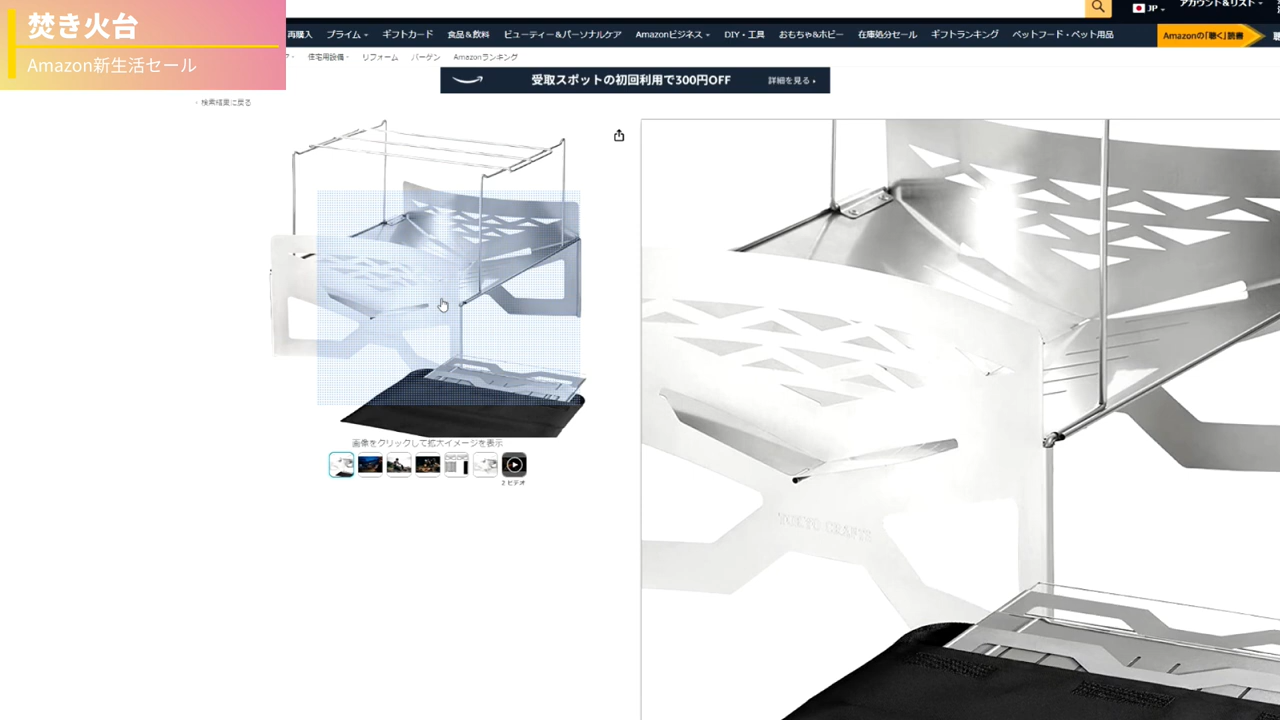 焚き火台
Amazon新生活セール
JP
アカウント&リスト
再購入 プライム ギフトカード 食品&飲料 ビューティー&パーソナルケア Amazonビジネス DIY・工具 おもちゃ&ホビー 在庫処分セール ギフトランキング ペットフード・ペット用品
Amazonの「聴く」読書
住宅用設備 リフォーム バーゲン Amazonランキング
受取スポットの初回利用で300円OFF 詳細を見る
‹ 検索結果に戻る
画像をクリックして拡大イメージを表示
2 ビデオ
TOKYO CRAFTS